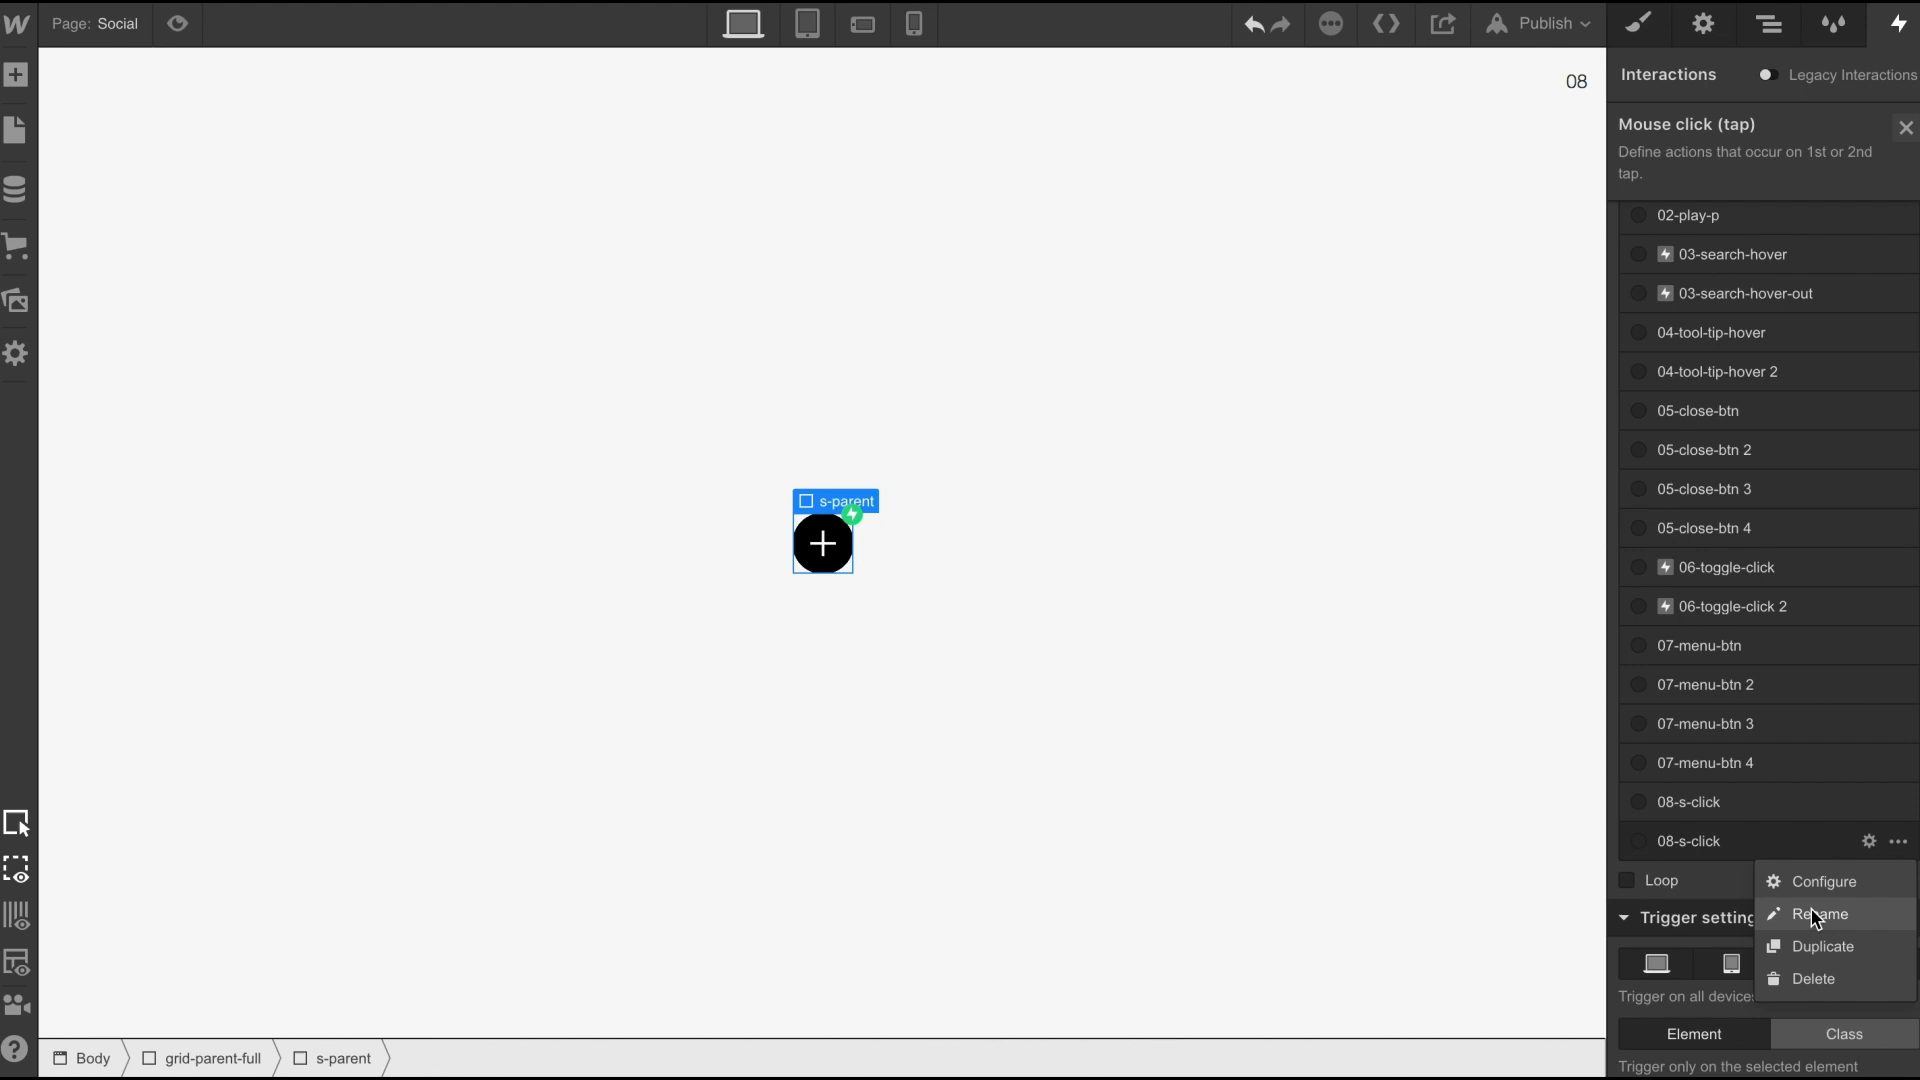 Page: Social
Publish
08
s-parent
Body
grid-parent-full
s-parent
Interactions
Legacy Interactions
Mouse click (tap)
Define actions that occur on 1st or 2nd
tap.
02-play-p
03-search-hover
03-search-hover-out
04-tool-tip-hover
04-tool-tip-hover 2
05-close-btn
05-close-btn 2
05-close-btn 3
05-close-btn 4
06-toggle-click
06-toggle-click 2
07-menu-btn
07-menu-btn 2
07-menu-btn 3
07-menu-btn 4
08-s-click
08-s-click
Configure
Rename
Duplicate
Delete
Loop
Trigger setting
Trigger on all device
Element
Class
Trigger only on the selected element